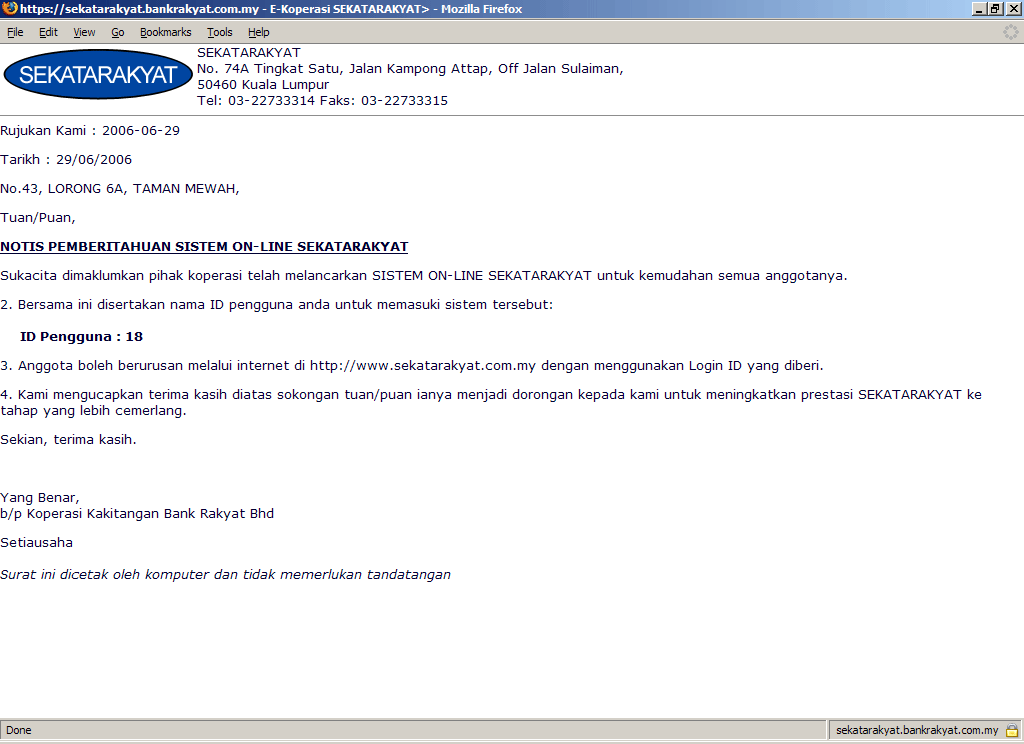 https://sekatarakyat.bankrakyat.com.my - E-Koperasi SEKATARAKYAT> - Mozilla Firefox
File Edit View Go Bookmarks Tools Help
SEKATARAKYAT
SEKATARAKYAT
No. 74A Tingkat Satu, Jalan Kampong Attap, Off Jalan Sulaiman,
50460 Kuala Lumpur
Tel: 03-22733314 Faks: 03-22733315
Rujukan Kami : 2006-06-29
Tarikh : 29/06/2006
No.43, LORONG 6A, TAMAN MEWAH,
Tuan/Puan,
NOTIS PEMBERITAHUAN SISTEM ON-LINE SEKATARAKYAT
Sukacita dimaklumkan pihak koperasi telah melancarkan SISTEM ON-LINE SEKATARAKYAT untuk kemudahan semua anggotanya.
2. Bersama ini disertakan nama ID pengguna anda untuk memasuki sistem tersebut:
ID Pengguna : 18
3. Anggota boleh berurusan melalui internet di http://www.sekatarakyat.com.my dengan menggunakan Login ID yang diberi.
4. Kami mengucapkan terima kasih diatas sokongan tuan/puan ianya menjadi dorongan kepada kami untuk meningkatkan prestasi SEKATARAKYAT ke
tahap yang lebih cemerlang.
Sekian, terima kasih.
Yang Benar,
b/p Koperasi Kakitangan Bank Rakyat Bhd
Setiausaha
Surat ini dicetak oleh komputer dan tidak memerlukan tandatangan
Done
sekatarakyat.bankrakyat.com.my